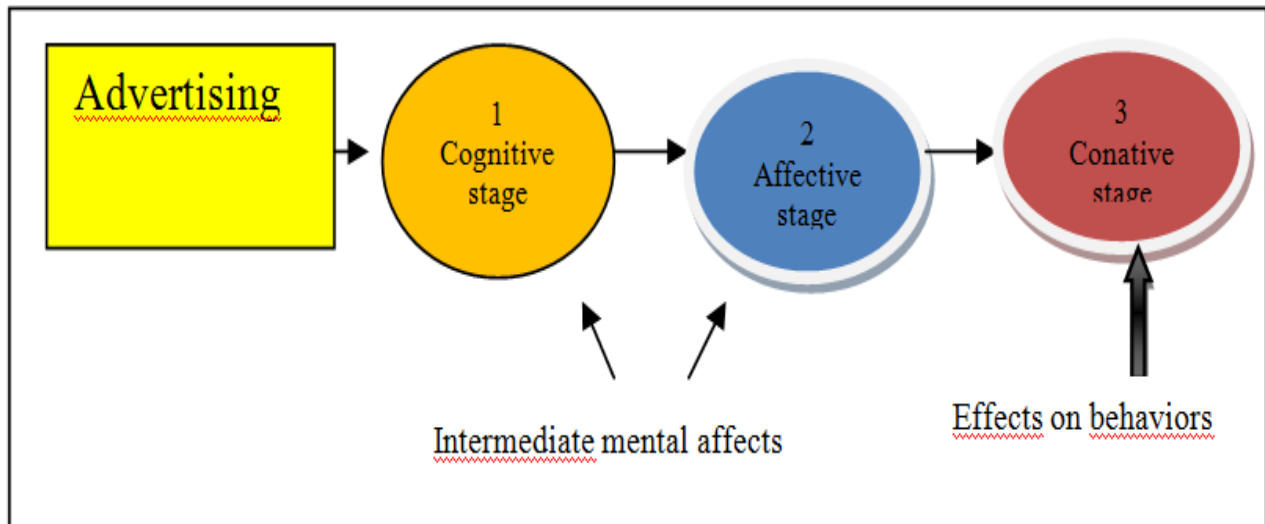 Advertising
1
Cognitive
stage
2
Affective
stage
3
Conative
stage
Intermediate mental affects
Effects on behaviors